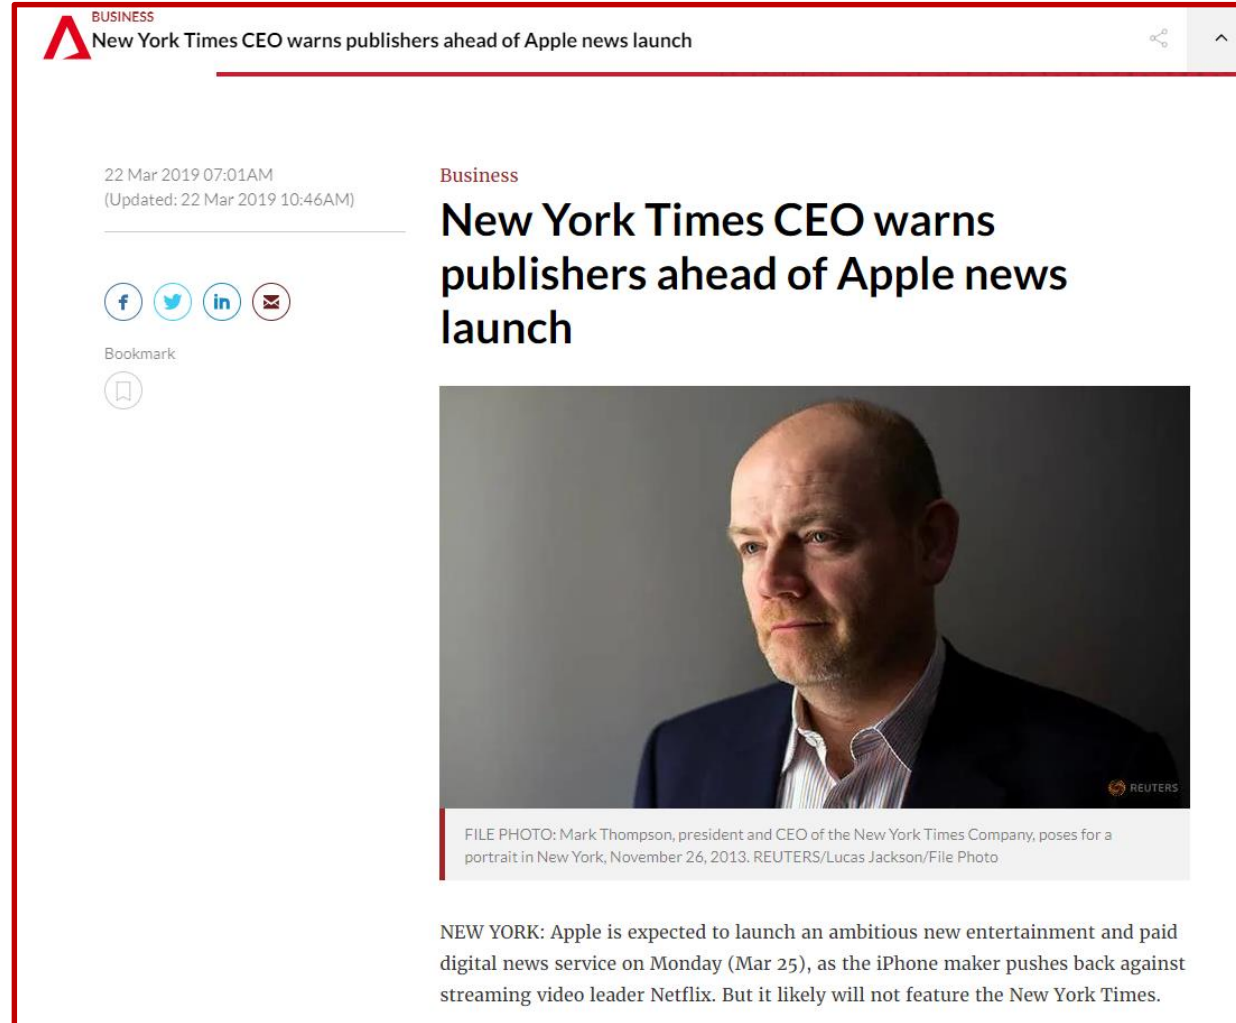 BUSINESS
New York Times CEO warns publishers ahead of Apple news launch
22 Mar 2019 07:01AM
(Updated: 22 Mar 2019 10:46AM)
Bookmark
Business
New York Times CEO warns
publishers ahead of Apple news
launch
REUTERS
FILE PHOTO: Mark Thompson, president and CEO of the New York Times Company, poses for a
portrait in New York, November 26, 2013. REUTERS/Lucas Jackson/File Photo
NEW YORK: Apple is expected to launch an ambitious new entertainment and paid
digital news service on Monday (Mar 25), as the iPhone maker pushes back against
streaming video leader Netflix. But it likely will not feature the New York Times.